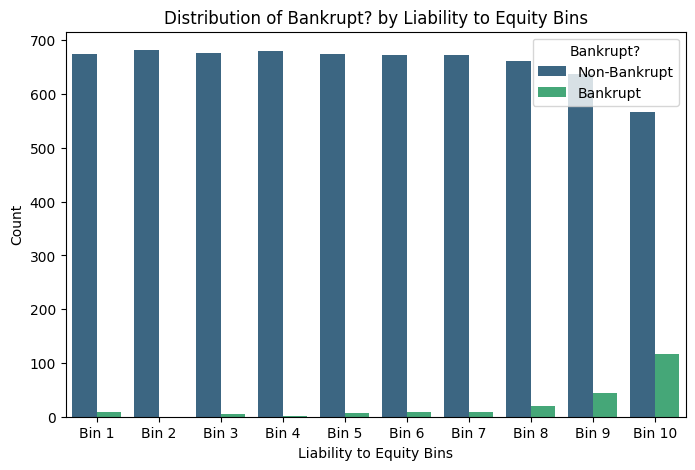 Distribution of Bankrupt? by Liability to Equity Bins
700
600
500
400
300
200
100
0
Count
Bankrupt?
Non-Bankrupt
Bankrupt
Bin 1 Bin 2 Bin 3 Bin 4 Bin 5 Bin 6 Bin 7 Bin 8 Bin 9 Bin 10
Liability to Equity Bins